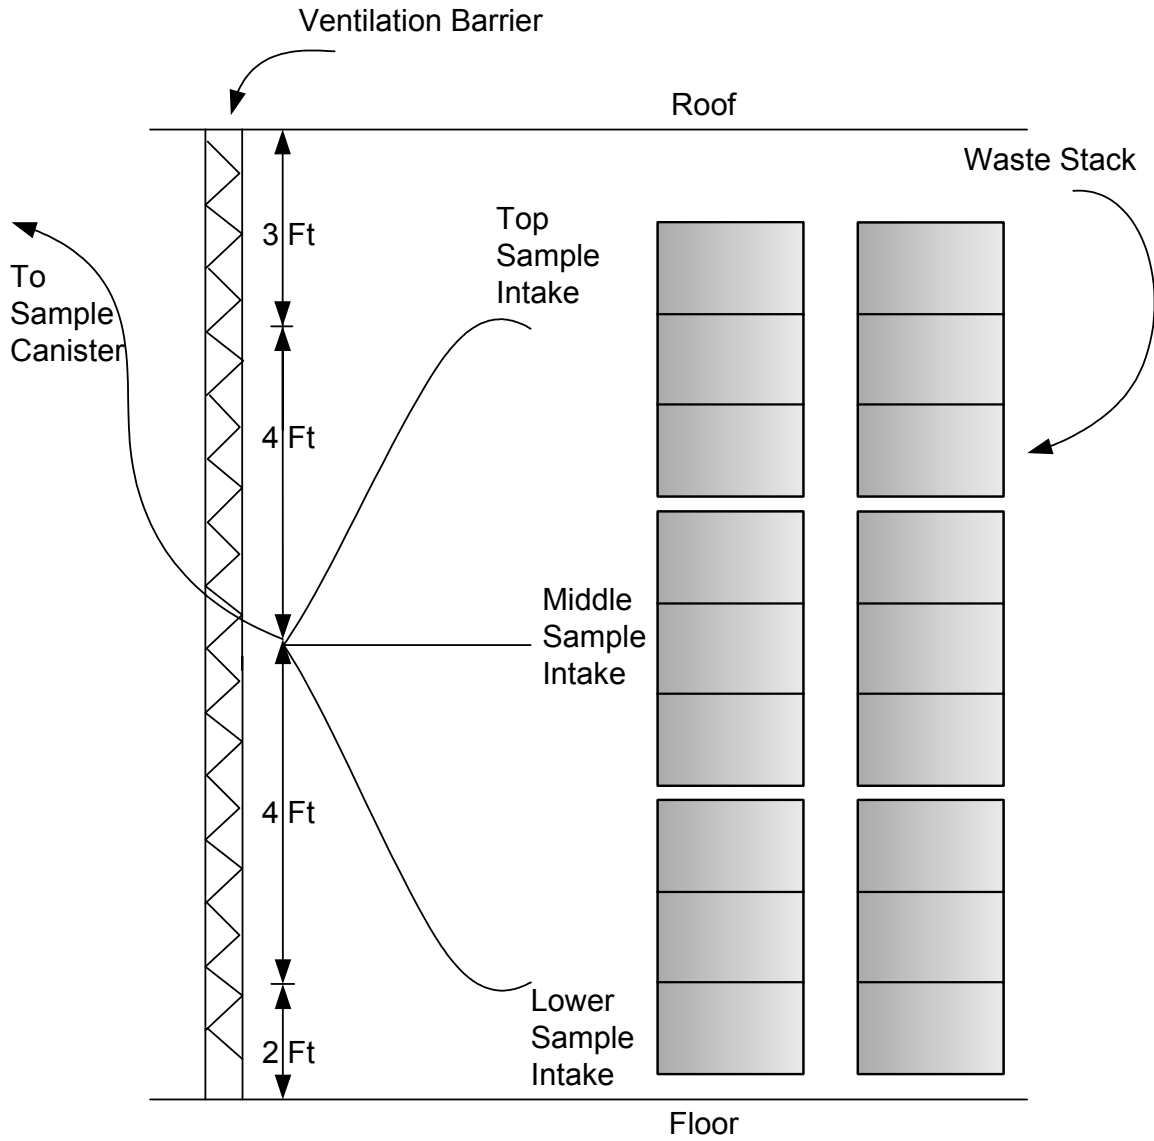 Ventilation Barrier
Roof
Waste Stack
Top
Sample
Intake
3 Ft
To
Sample
Canister
4 Ft
Middle
Sample
Intake
4 Ft
Lower
Sample
Intake
2 Ft
Floor